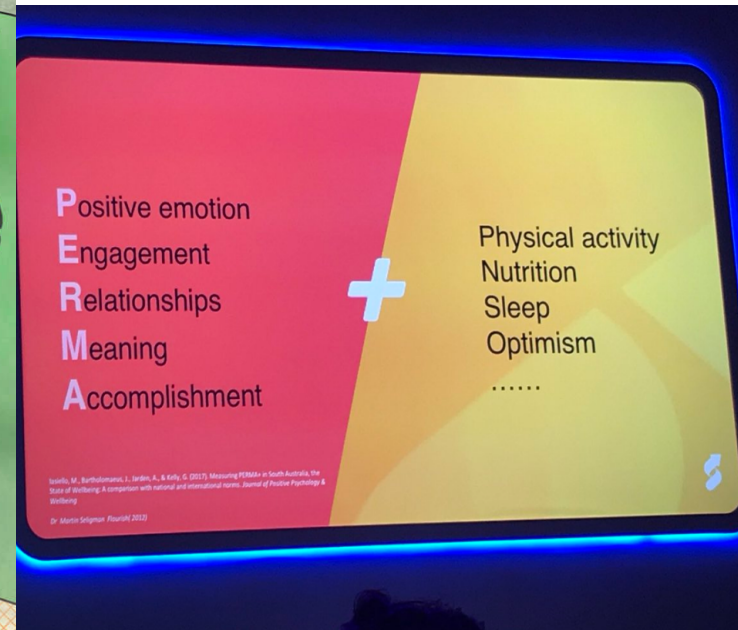 Positive emotion
Engagement
Relationships
Meaning
Accomplishment
+
Physical activity
Nutrition
Sleep
Optimism
......
Iasiello, M., Bartholomaeus, J., Jarden, A., & Kelly, G. (2017). Measuring PERMA+ in South Australia, the
State of Wellbeing: A comparison with national and international norms. Journal of Positive Psychology &
Wellbeing
Dr Martin Seligman Flourish( 2012)